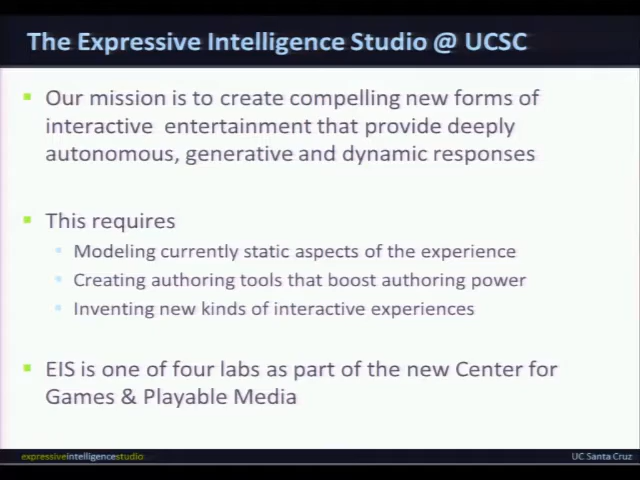 The Expressive Intelligence Studio @ UCSC
Our mission is to create compelling new forms of
interactive entertainment that provide deeply
autonomous, generative and dynamic responses
This requires
Modeling currently static aspects of the experience
Creating authoring tools that boost authoring power
Inventing new kinds of interactive experiences
EIS is one of four labs as part of the new Center for
Games & Playable Media
expressiveintelligencestudio
UC Santa Cruz